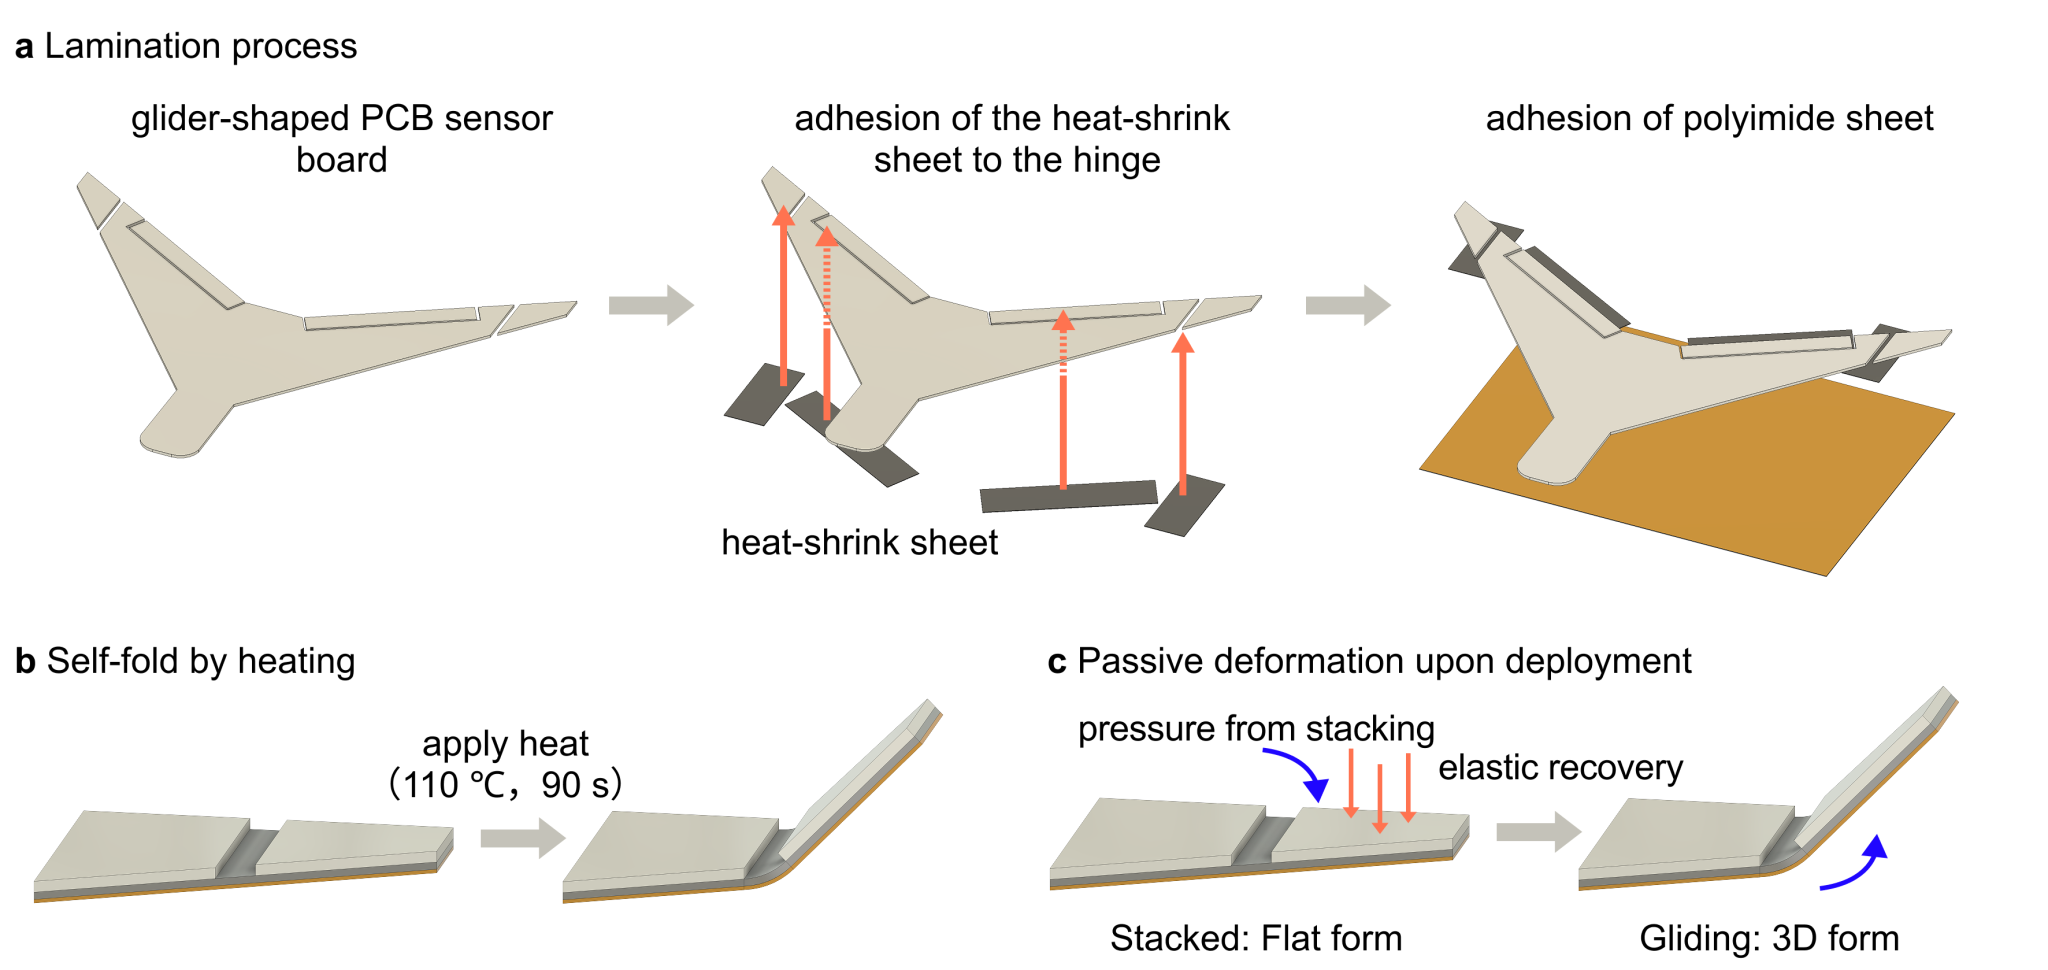 a Lamination process
glider-shaped PCB sensor
board
adhesion of the heat-shrink
sheet to the hinge
adhesion of polyimide sheet
heat-shrink sheet
b Self-fold by heating
apply heat
（110 ℃，90 s）
c Passive deformation upon deployment
pressure from stacking
elastic recovery
Stacked: Flat form
Gliding: 3D form